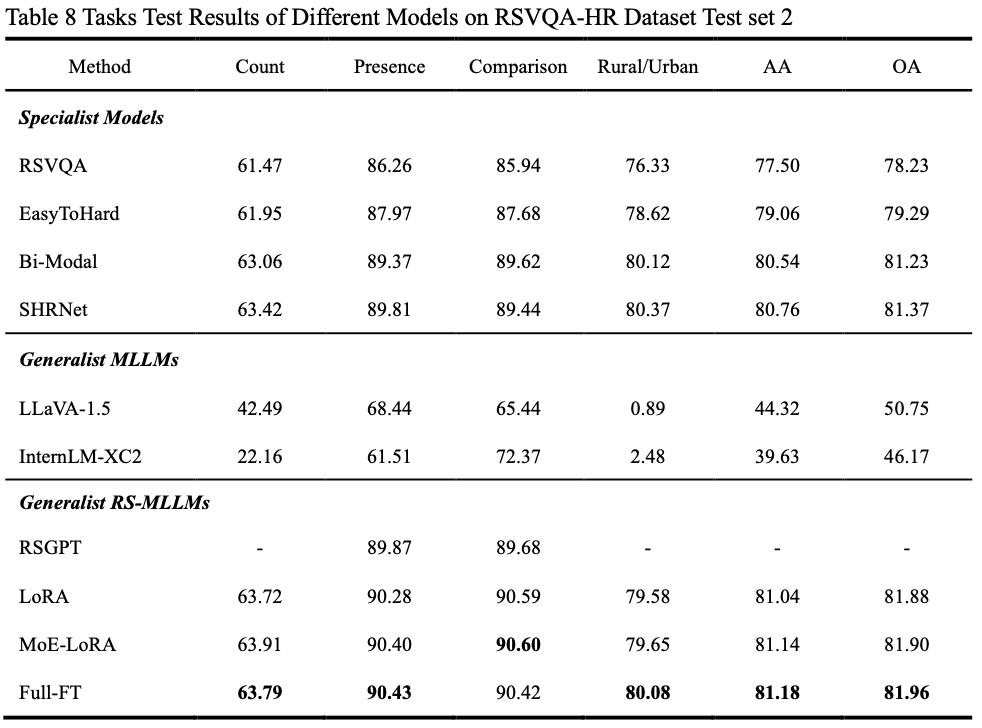 Table 8 Tasks Test Results of Different Models on RSVQA-HR Dataset Test set 2
Method Count Presence Comparison Rural/Urban AA OA
Specialist Models
RSVQA 61.47 86.26 85.94 76.33 77.50 78.23
EasyToHard 61.95 87.97 87.68 78.62 79.06 79.29
Bi-Modal 63.06 89.37 89.62 80.12 80.54 81.23
SHRNet 63.42 89.81 89.44 80.37 80.76 81.37
Generalist MLLMs
LLaVA-1.5 42.49 68.44 65.44 0.89 44.32 50.75
InternLM-XC2 22.16 61.51 72.37 2.48 39.63 46.17
Generalist RS-MLLMs
RSGPT - 89.87 89.68 - - -
LoRA 63.72 90.28 90.59 79.58 81.04 81.88
MoE-LoRA 63.91 90.40 90.60 79.65 81.14 81.90
Full-FT 63.79 90.43 90.42 80.08 81.18 81.96